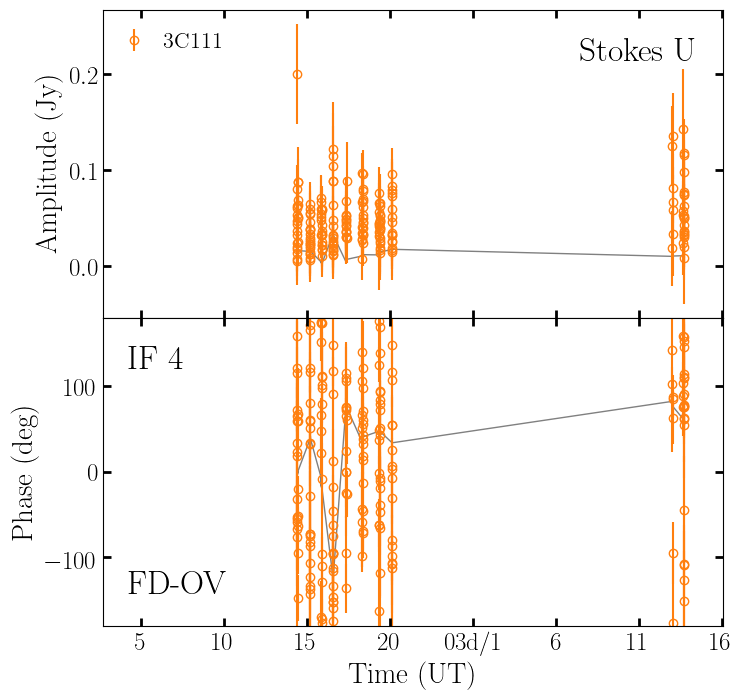 3C111
Stokes U
0.2
0.1
0.0
Amplitude (Jy)
IF 4
100
0
−100
Phase (deg)
FD-OV
5 10 15 20 03d/1 6 11 16
Time (UT)